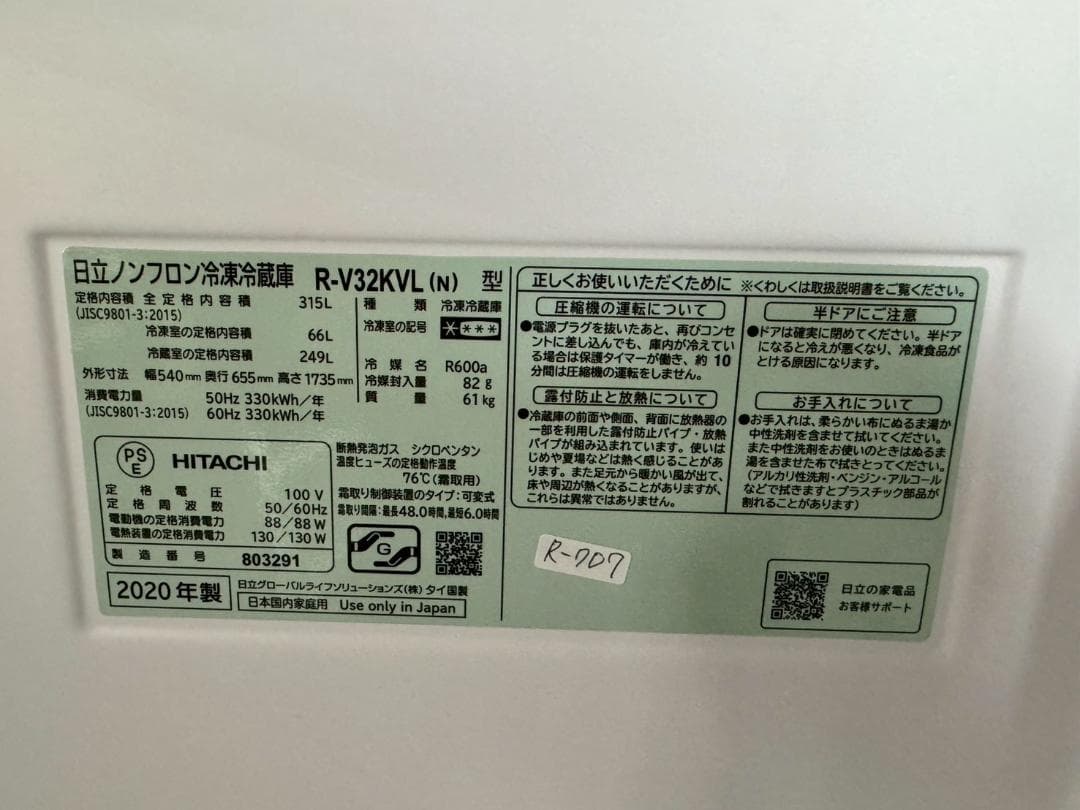 日立ノンフロン冷凍冷蔵庫 R-V32KVL (N) 型
定格内容積 全定格内容積 315L
(JISC9801-3:2015)
冷凍室の定格内容積 66L
冷蔵室の定格内容積 249L
外形寸法 幅540mm 奥行655mm 高さ1735mm
消費電力量 50Hz 330kWh/年
(JISC9801-3:2015) 60Hz 330kWh/年
種類 冷凍冷蔵庫
冷凍室の記号 ****
冷媒名 R600a
冷媒封入量 82g
質量 61kg
PS
E
HITACHI
定格電圧 100V
定格周波数 50/60Hz
電動機の定格消費電力 88/88W
電熱装置の定格消費電力 130/130W
製造番号 803291
断熱発泡ガス シクロペンタン
温度ヒューズの定格動作温度
76℃(霜取用)
霜取り制御装置のタイプ:可変式
霜取り間隔:最長48.0時間,最短6.0時間
G
2020年製
日立グローバルライフソリューションズ(株) タイ国製
日本国内家庭用 Use only in Japan
正しくお使いいただくために ※くわしくは取扱説明書をご覧ください。
圧縮機の運転について
●電源プラグを抜いたあと、再びコンセ
ントに差し込んでも、庫内が冷えてい
る場合は保護タイマーが働き、約10
分間は圧縮機の運転をしません。
露付防止と放熱について
●冷蔵庫の前面や側面、背面に放熱器の
一部を利用した露付防止パイプ・放熱
パイプが組み込まれています。使いは
じめや夏場などは熱く感じることがあ
ります。また足元から暖かい風が出て、
床や周辺が熱くなることがありますが、
これらは異常ではありません。
半ドアにご注意
●ドアは確実に閉めてください。半ドア
になると冷えが悪くなり、冷凍食品が
とける原因になります。
お手入れについて
●お手入れは、柔らかい布にぬるま湯か
中性洗剤を含ませて拭いてください。
また中性洗剤をお使いのときはぬるま
湯を含ませた布で拭きとってください。
(アルカリ性洗剤・ベンジン・アルコール
などで拭きますとプラスチック部品が
割れることがあります)
R-707
日立の家電品
お客様サポート